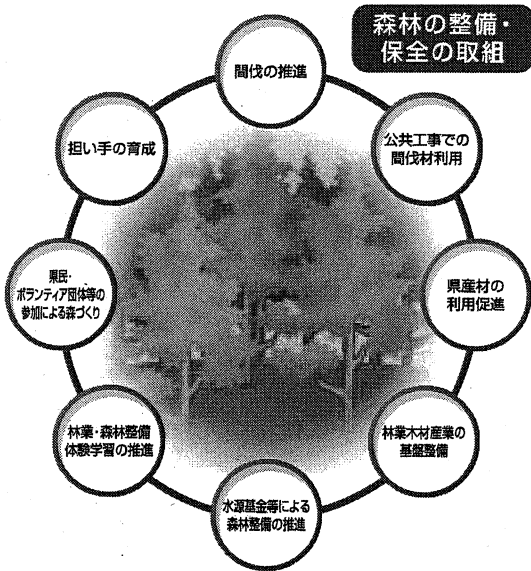 森林の整備・
保全の取組
間伐の推進
公共工事での
間伐材利用
県産材の
利用促進
林業木材産業の
基盤整備
水源基金等による
森林整備の推進
林業・森林整備
体験学習の推進
県民・
ボランティア団体等の
参加による森づくり
担い手の育成